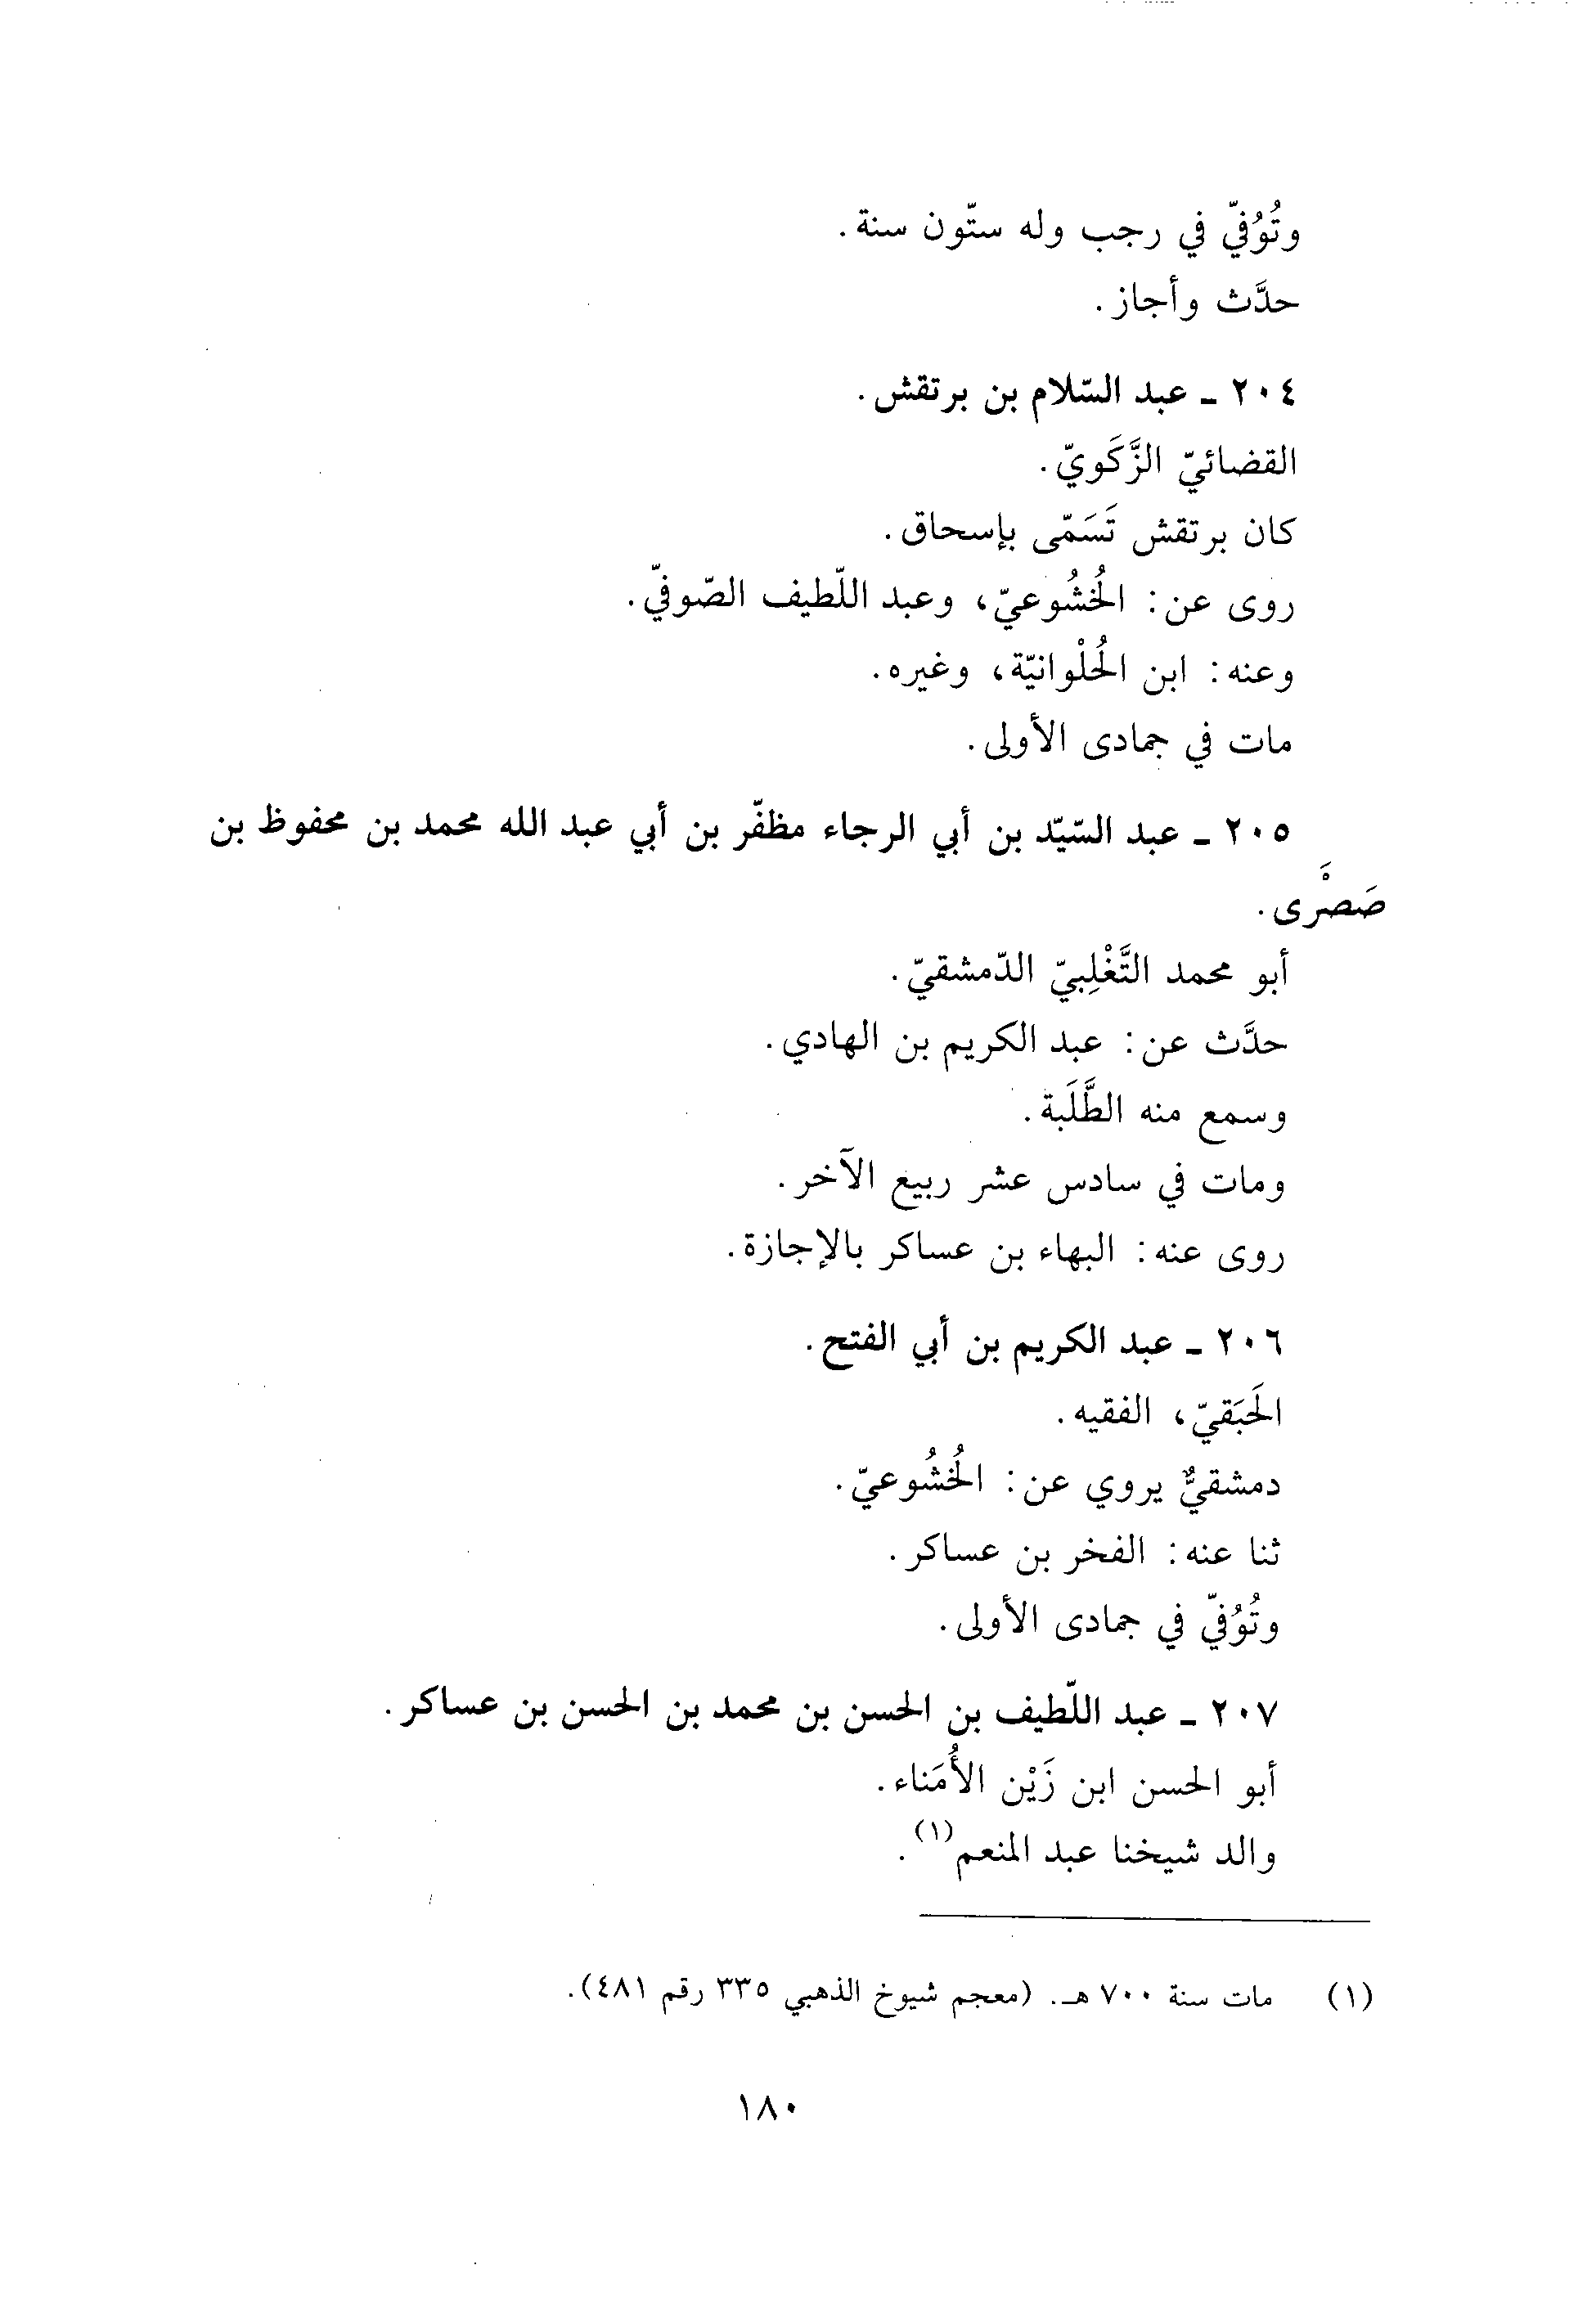 وتُوُفّي في رجب وله ستّون سنة.
حدَّث وأجاز.
٢٠٤ ـ عبد السّلام بن برتقش.
القضائيّ الزَّكَويّ.
كان برتقش تَسَمّى بإسحاق.
روى عن: الخُشُوعيّ، وعبد اللّطيف الصّوفيّ.
وعنه: ابن الحُلْوانيّة، وغيره.
مات في جمادى الأولى.
٢٠٥ ـ عبد السّيّد بن أبي الرجاء مظفّر بن أبي عبد الله محمد بن محفوظ بن
صَصْرَى.
أبو محمد التَّغْلِبيّ الدّمشقيّ.
حدَّث عن: عبد الكريم بن الهادي.
وسمع منه الطَّلَبة.
ومات في سادس عشر ربيع الآخر.
روى عنه: البهاء بن عساكر بالإجازة.
٢٠٦ ـ عبد الكريم بن أبي الفتح.
الحَبَقيّ، الفقيه.
دمشقيٌّ يروي عن: الخُشُوعيّ.
ثنا عنه: الفخر بن عساكر.
وتُوُفّي في جمادى الأولى.
٢٠٧ ـ عبد اللّطيف بن الحسن بن محمد بن الحسن بن عساكر.
أبو الحسن ابن زَيْن الأُمَناء.
والد شيخنا عبد المنعم(١).
(١) مات سنة ٧٠٠ هـ. (معجم شيوخ الذهبي ٣٣٥ رقم ٤٨١).
١٨٠